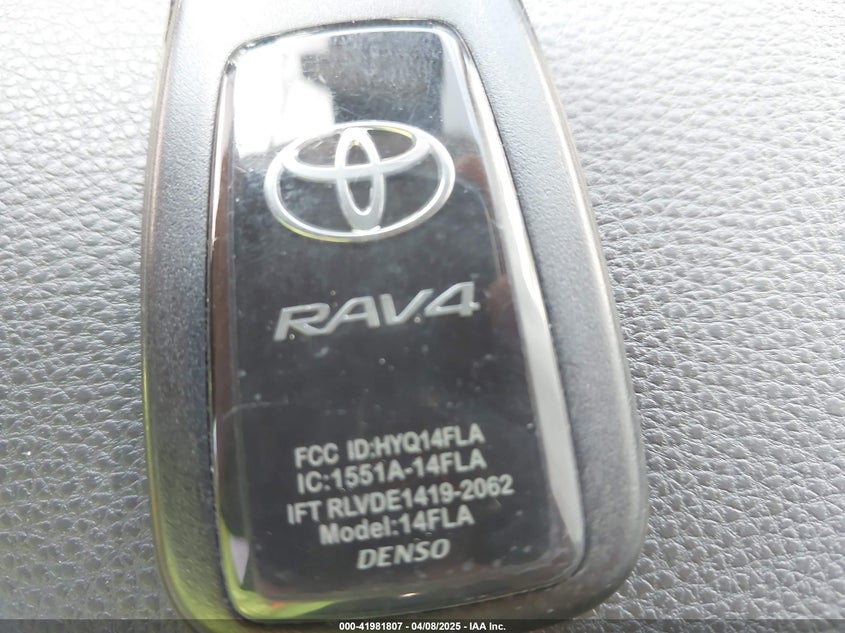 RAV4
FCC ID:HYQ14FLA
IC:1551A-14FLA
IFT RLVDE1419-2062
Model:14FLA
DENSO
000-41981807 - 04/08/2025 - IAA Inc.